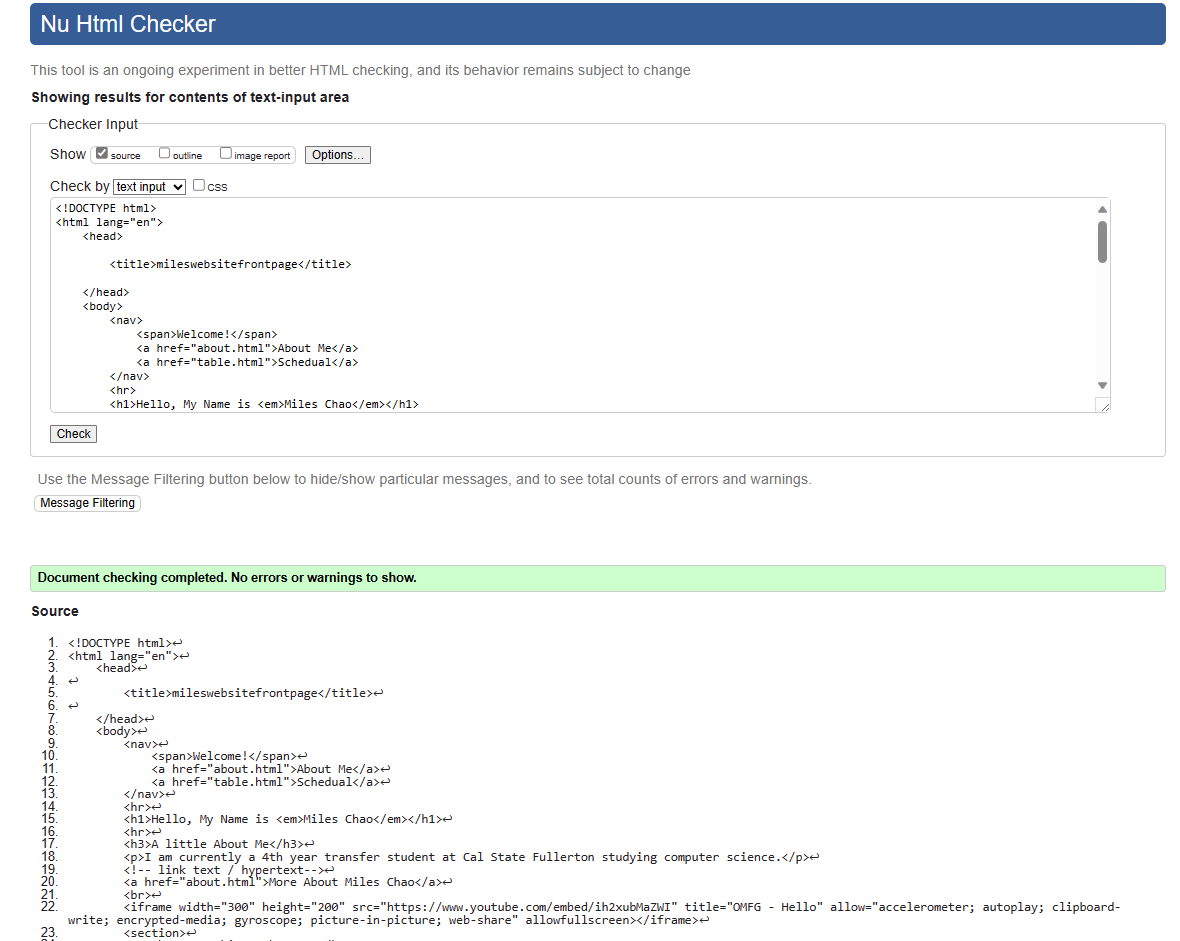 Nu Html Checker
This tool is an ongoing experiment in better HTML checking, and its behavior remains subject to change
Showing results for contents of text-input area
Checker Input
Show source outline image report Options...
Check by text input css
<!DOCTYPE html>
<html lang="en">
<head>
<title>mileswebsitefrontpage</title>
</head>
<body>
<nav>
<span>Welcome!</span>
<a href="about.html">About Me</a>
<a href="table.html">Schedual</a>
</nav>
<hr>
<h1>Hello, My Name is <em>Miles Chao</em></h1>
Check
Use the Message Filtering button below to hide/show particular messages, and to see total counts of errors and warnings.
Message Filtering
Document checking completed. No errors or warnings to show.
Source
1. <!DOCTYPE html>↩
2. <html lang="en">↩
3. <head>↩
4. ↩
5. <title>mileswebsitefrontpage</title>↩
6. ↩
7. </head>↩
8. <body>↩
9. <nav>↩
10. <span>Welcome!</span>↩
11. <a href="about.html">About Me</a>↩
12. <a href="table.html">Schedual</a>↩
13. </nav>↩
14. <hr>↩
15. <h1>Hello, My Name is <em>Miles Chao</em></h1>↩
16. <hr>↩
17. <h3>A little About Me</h3>↩
18. <p>I am currently a 4th year transfer student at Cal State Fullerton studying computer science.</p>↩
19. <!-- link text / hypertext-->↩
20. <a href="about.html">More About Miles Chao</a>↩
21. <br>↩
22. <iframe width="300" height="200" src="https://www.youtube.com/embed/ih2xubMaZWI" title="OMFG - Hello" allow="accelerometer; autoplay; clipboard-
write; encrypted-media; gyroscope; picture-in-picture; web-share" allowfullscreen></iframe>↩
23. <section>↩